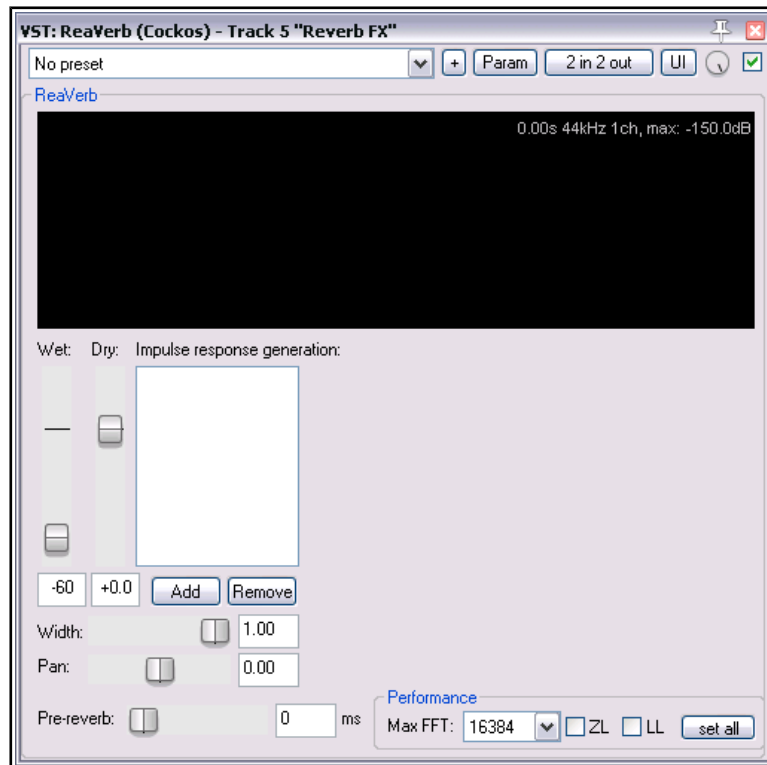 VST: ReaVerb (Cockos) - Track 5 "Reverb FX"
No preset + Param 2 in 2 out UI
ReaVerb
0.00s 44kHz 1ch, max: -150.0dB
Wet: Dry: Impulse response generation:
-60 +0.0 Add Remove
Width: 1.00
Pan: 0.00
Performance
Pre-reverb: 0 ms Max FFT: 16384 ZL LL set all